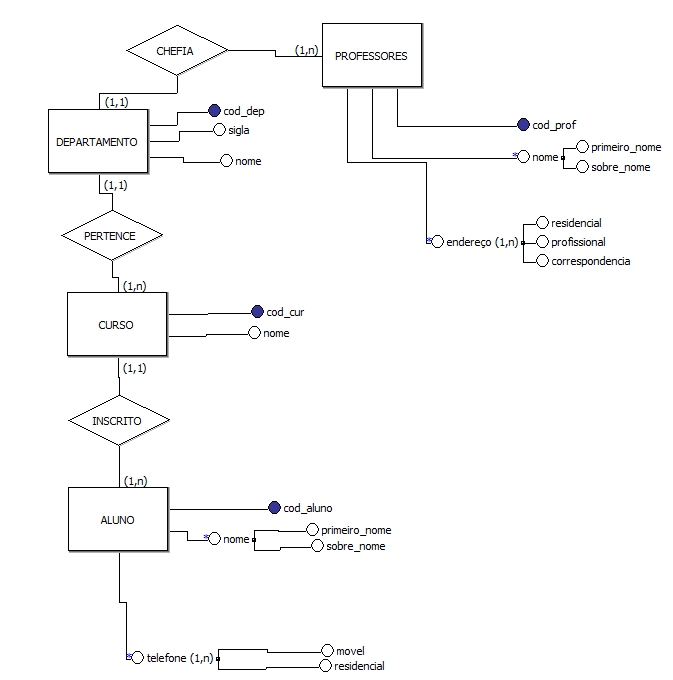 CHEFIA
(1,n)
PROFESSORES
(1,1)
cod_dep
sigla
nome
DEPARTAMENTO
cod_prof
* nome
primeiro_nome
sobre_nome
(1,1)
PERTENCE
* endereço (1,n)
residencial
profissional
correspondencia
(1,n)
CURSO
cod_cur
nome
(1,1)
INSCRITO
(1,n)
ALUNO
cod_aluno
* nome
primeiro_nome
sobre_nome
* telefone (1,n)
movel
residencial